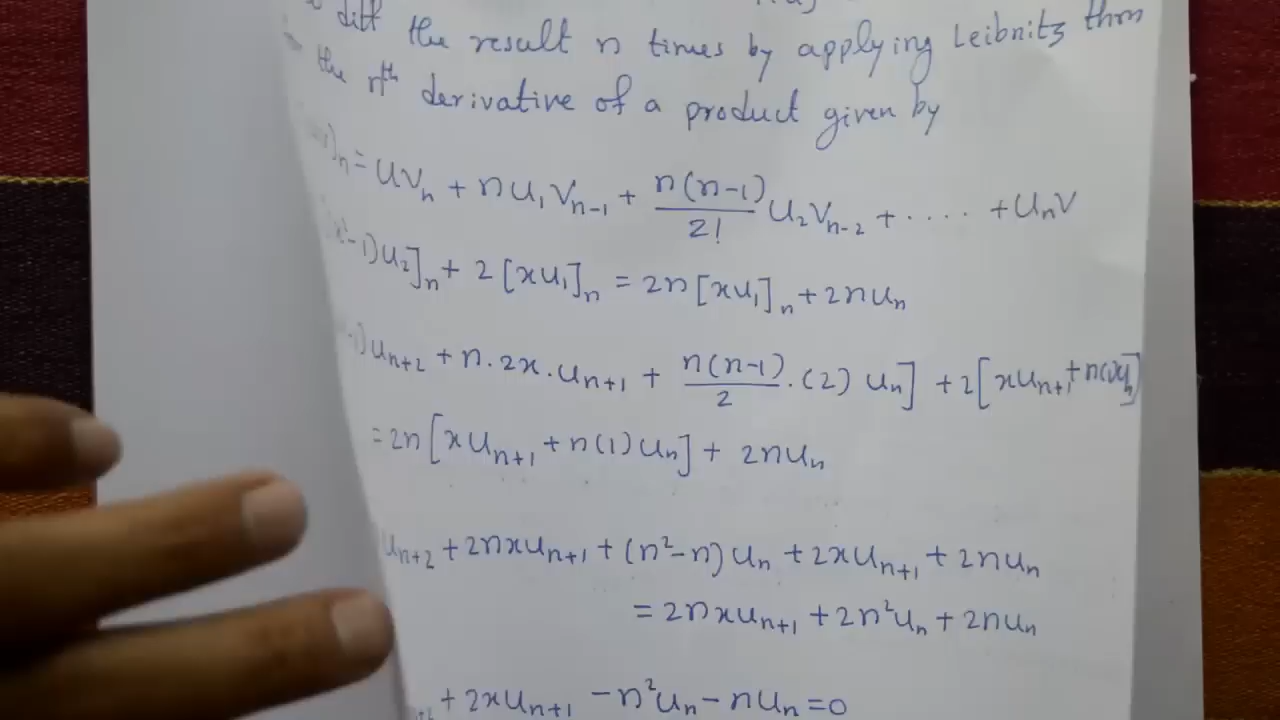 diff the result n times by applying Leibnitz thm
the nth derivative of a product given by
]n = UVn + nU1Vn-1 + n(n-1)/2! U2Vn-2 + ..... + UnV
-1)U2]n + 2[xU1]n = 2n[xU1]n + 2nUn
)Un+2 + n.2x.Un+1 + n(n-1)/2 .(2) Un] + 2[xUn+1 + n(1)Un]
= 2n[xUn+1 + n(1)Un] + 2nUn
Un+2 + 2nxUn+1 + (n²-n)Un + 2xUn+1 + 2nUn
= 2nxUn+1 + 2n²Un + 2nUn
+ 2xUn+1 - n²Un - nUn = 0